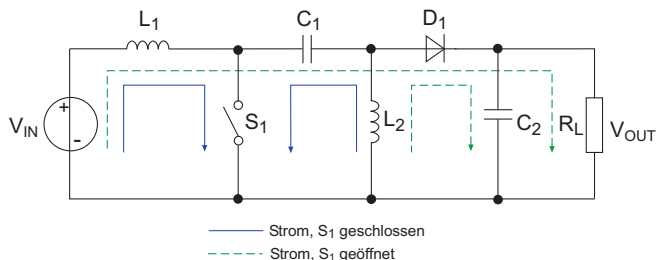 L1 C1 D1
VIN + - S1 L2 C2 RL VOUT
Strom, S1 geschlossen
Strom, S1 geöffnet